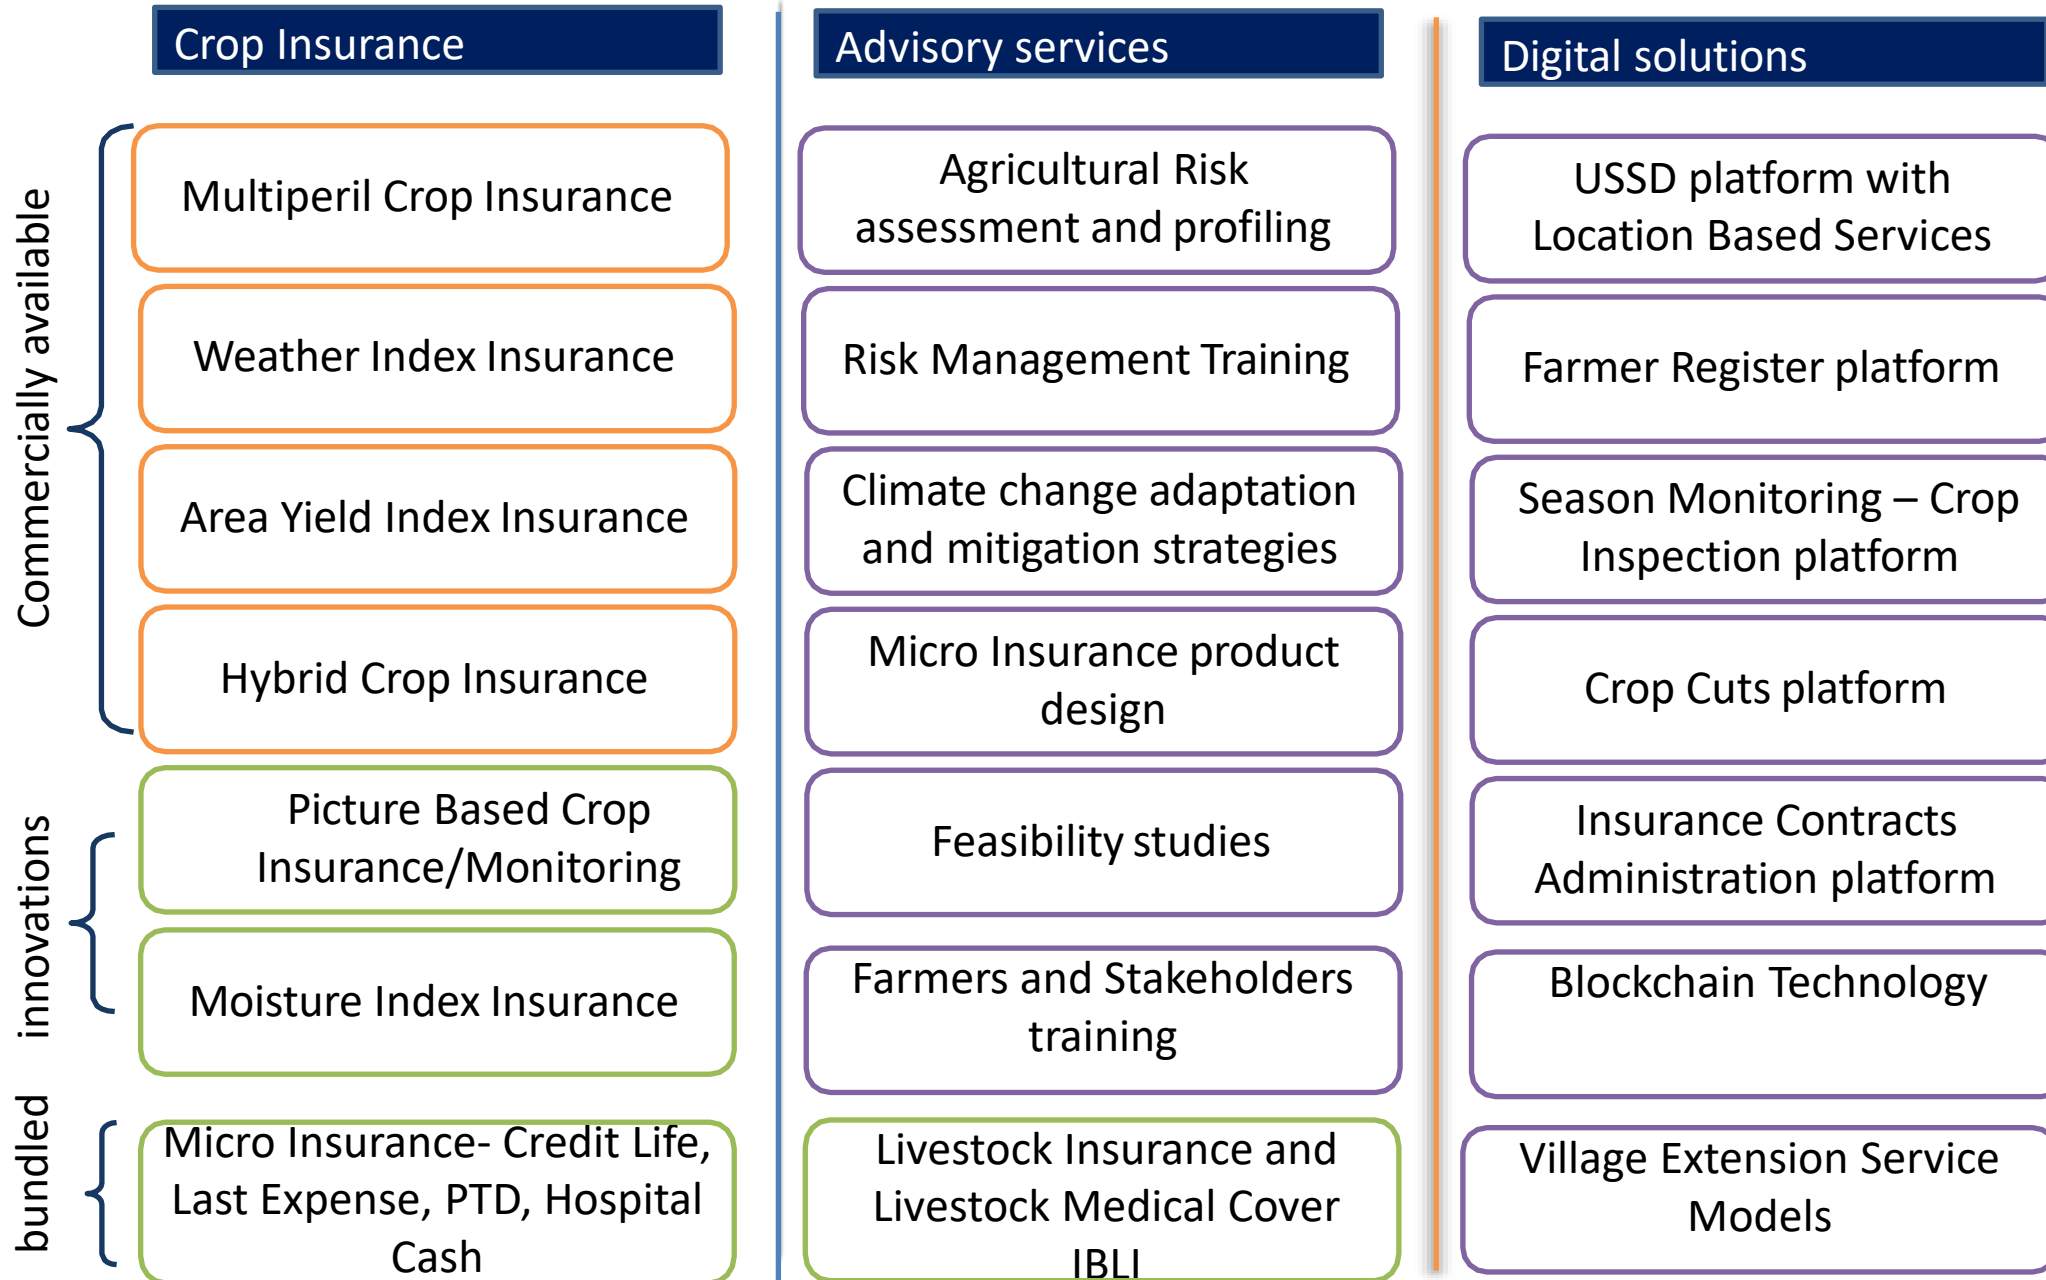 Crop Insurance
Commercially available
Multiperil Crop Insurance
Weather Index Insurance
Area Yield Index Insurance
Hybrid Crop Insurance
innovations
Picture Based Crop
Insurance/Monitoring
Moisture Index Insurance
bundled
Micro Insurance- Credit Life,
Last Expense, PTD, Hospital
Cash
Advisory services
Agricultural Risk
assessment and profiling
Risk Management Training
Climate change adaptation
and mitigation strategies
Micro Insurance product
design
Feasibility studies
Farmers and Stakeholders
training
Livestock Insurance and
Livestock Medical Cover
IBLI
Digital solutions
USSD platform with
Location Based Services
Farmer Register platform
Season Monitoring – Crop
Inspection platform
Crop Cuts platform
Insurance Contracts
Administration platform
Blockchain Technology
Village Extension Service
Models